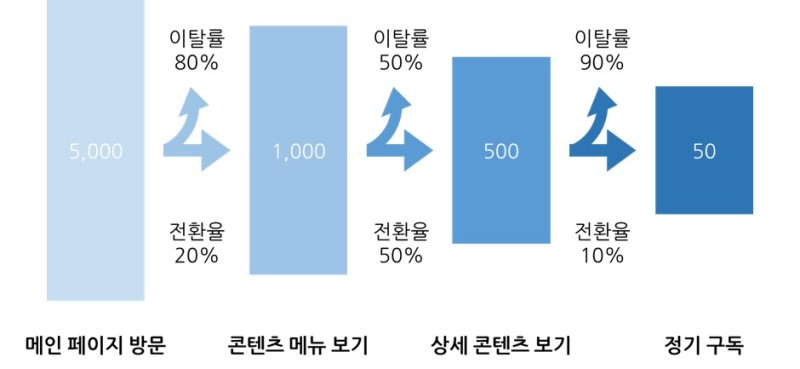 이탈률
80%
이탈률
50%
이탈률
90%
5,000
1,000
500
50
전환율
20%
전환율
50%
전환율
10%
메인 페이지 방문
콘텐츠 메뉴 보기
상세 콘텐츠 보기
정기 구독